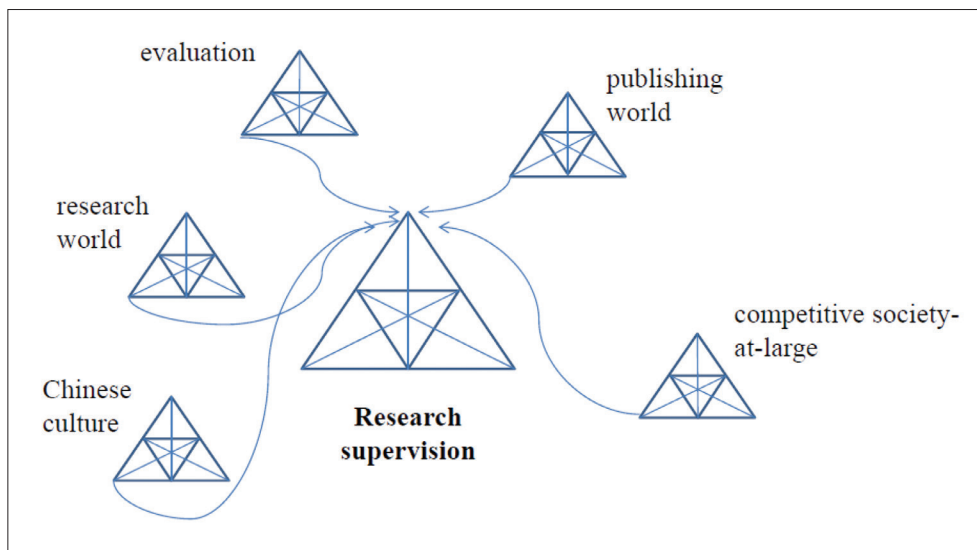 evaluation
publishing
world
research
world
competitive society-
at-large
Chinese
culture
Research
supervision